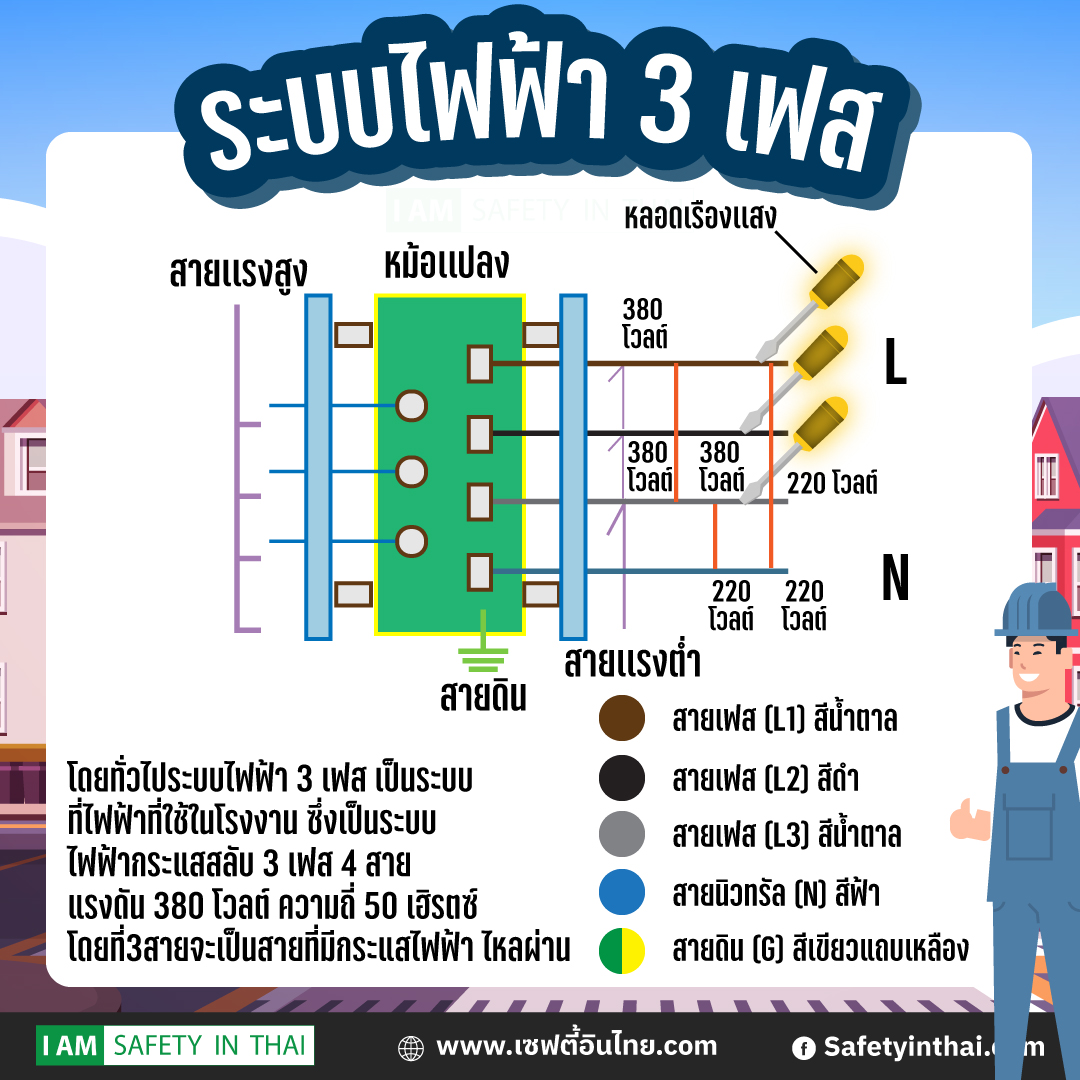 ระบบไฟฟ้า 3 เฟส
I AM SAFETY IN T
หลอดเรืองแสง
สายแรงสูง
หม้อแปลง
380
โวลต์
L
380
โวลต์
380
โวลต์
220 โวลต์
N
220
โวลต์
220
โวลต์
สายแรงต่ำ
สายดิน
สายเฟส (L1) สีน้ำตาล
สายเฟส (L2) สีดำ
สายเฟส (L3) สีน้ำตาล
สายนิวทรัล (N) สีฟ้า
สายดิน (G) สีเขียวแถบเหลือง
โดยทั่วไประบบไฟฟ้า 3 เฟส เป็นระบบ
ที่ไฟฟ้าที่ใช้ในโรงงาน ซึ่งเป็นระบบ
ไฟฟ้ากระแสสลับ 3 เฟส 4 สาย
แรงดัน 380 โวลต์ ความถี่ 50 เฮิรตซ์
โดยที่3สายจะเป็นสายที่มีกระแสไฟฟ้า ไหลผ่าน
I AM SAFETY IN THAI
www.เซฟตี้อินไทย.com
Safetyinthai.com